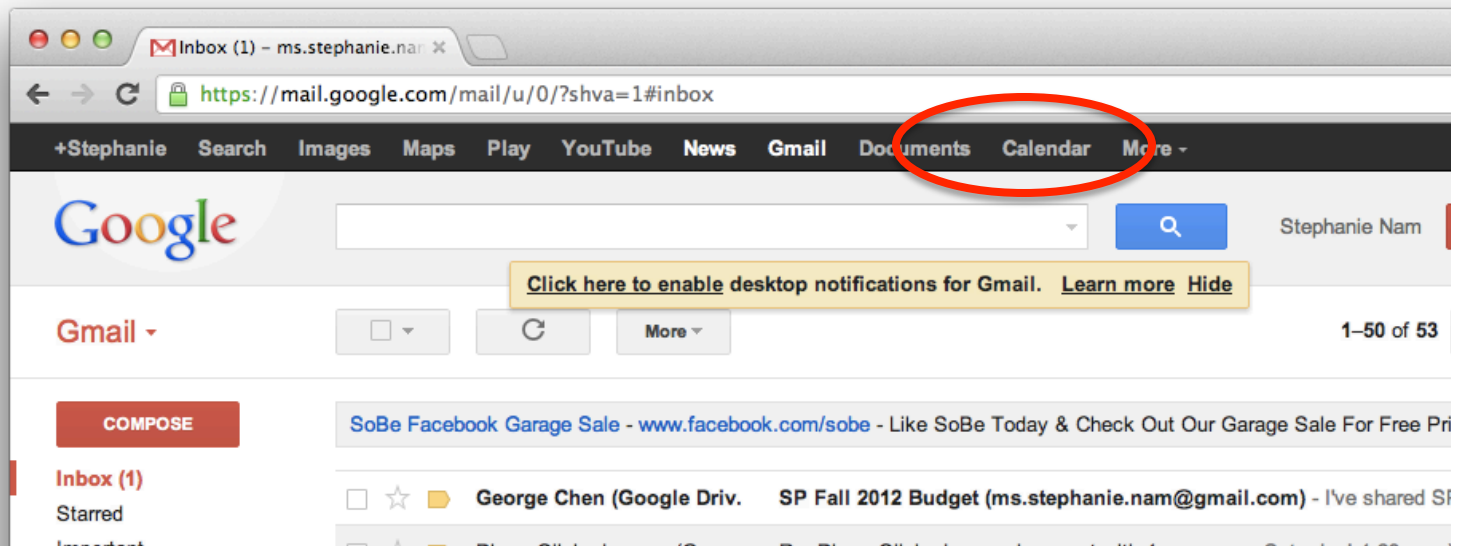 Inbox (1) – ms.stephanie.nan
https://mail.google.com/mail/u/0/?shva=1#inbox
+Stephanie Search Images Maps Play YouTube News Gmail Documents Calendar More
Google
Stephanie Nam
Click here to enable desktop notifications for Gmail. Learn more Hide
Gmail
More
1–50 of 53
COMPOSE
SoBe Facebook Garage Sale - www.facebook.com/sobe - Like SoBe Today & Check Out Our Garage Sale For Free Pri
Inbox (1)
George Chen (Google Driv. SP Fall 2012 Budget (ms.stephanie.nam@gmail.com) - I've shared SP
Starred
Important